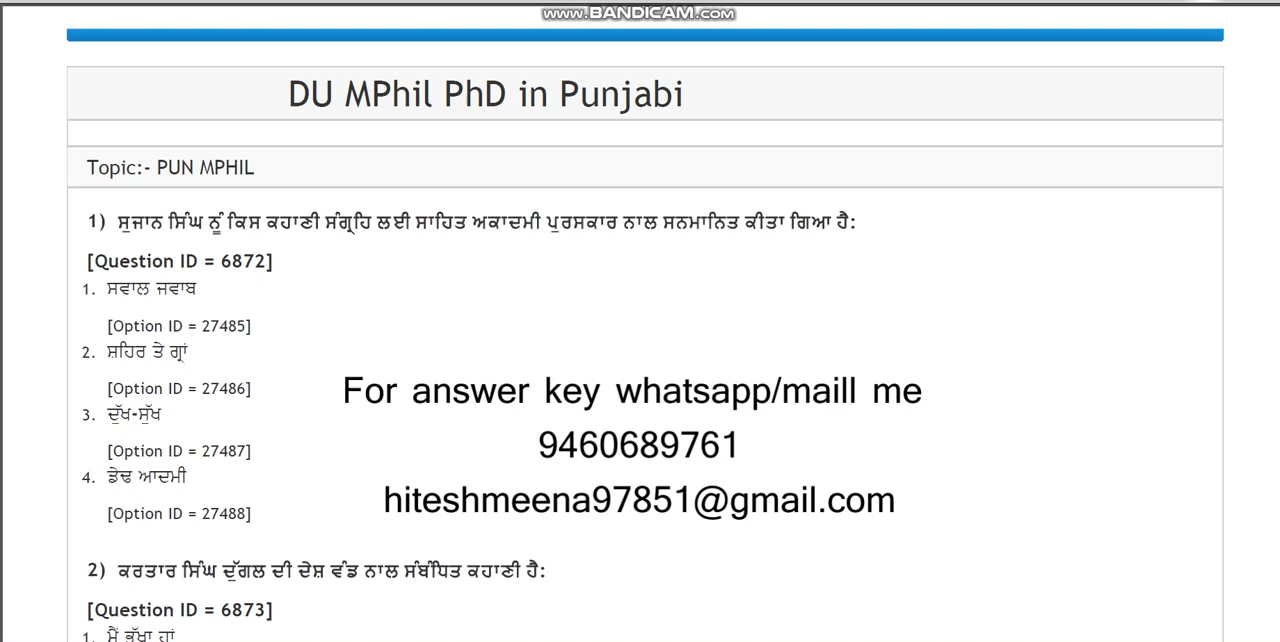 www.BANDICAM.com
DU MPhil PhD in Punjabi
Topic:- PUN MPHIL
1) ਸੁਜਾਨ ਸਿੰਘ ਨੂੰ ਕਿਸ ਕਹਾਣੀ ਸੰਗ੍ਰਹਿ ਲਈ ਸਾਹਿਤ ਅਕਾਦਮੀ ਪੁਰਸਕਾਰ ਨਾਲ ਸਨਮਾਨਿਤ ਕੀਤਾ ਗਿਆ ਹੈ:
[Question ID = 6872]
1. ਸਵਾਲ ਜਵਾਬ
[Option ID = 27485]
2. ਸ਼ਹਿਰ ਤੇ ਗ੍ਰਾਂ
[Option ID = 27486]
3. ਦੁੱਖ-ਸੁੱਖ
[Option ID = 27487]
4. ਡੇਢ ਆਦਮੀ
[Option ID = 27488]
For answer key whatsapp/maill me
9460689761
hiteshmeena97851@gmail.com
2) ਕਰਤਾਰ ਸਿੰਘ ਦੁੱਗਲ ਦੀ ਦੇਸ਼ ਵੰਡ ਨਾਲ ਸੰਬੰਧਿਤ ਕਹਾਣੀ ਹੈ:
[Question ID = 6873]
1. ਮੈਂ ਭੁੱਖਾ ਹਾਂ